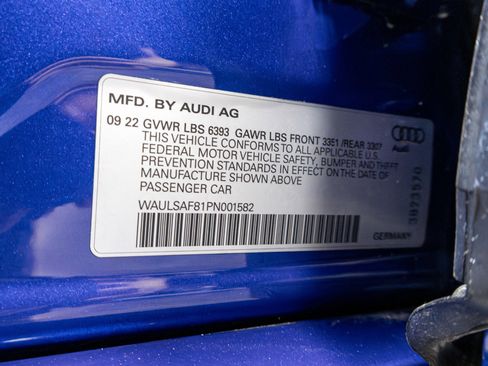 MFD. BY AUDI AG
09 22 GVWR LBS 6393 GAWR LBS FRONT 3351 /REAR 3307
THIS VEHICLE CONFORMS TO ALL APPLICABLE U.S.
FEDERAL MOTOR VEHICLE SAFETY, BUMPER AND THEFT
PREVENTION STANDARDS IN EFFECT ON THE DATE OF
MANUFACTURE SHOWN ABOVE
PASSENGER CAR
WAULSAF81PN001582
Audi
3823570
GERMANY